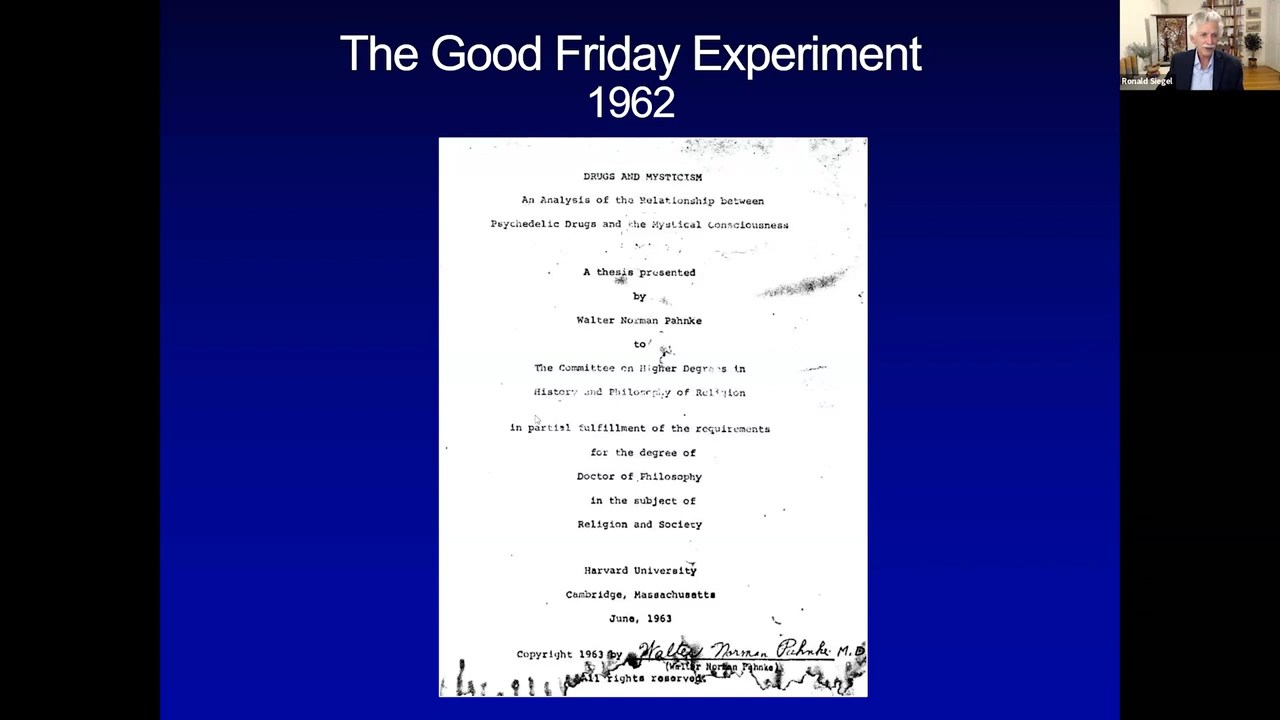 The Good Friday Experiment
1962
Ronald Siegel
DRUGS AND MYSTICISM
An Analysis of the Relationship between
Psychedelic Drugs and the Mystical Consciousness
A thesis presented
by
Walter Norman Pahnke
to
The Committee on Higher Degrees in
History and Philosophy of Religion
in partial fulfillment of the requirements
for the degree of
Doctor of Philosophy
in the subject of
Religion and Society
Harvard University
Cambridge, Massachusetts
June, 1963
Copyright 1963 by Walter Norman Pahnke M.D
(Walter Norman Pahnke)
All rights reserved.